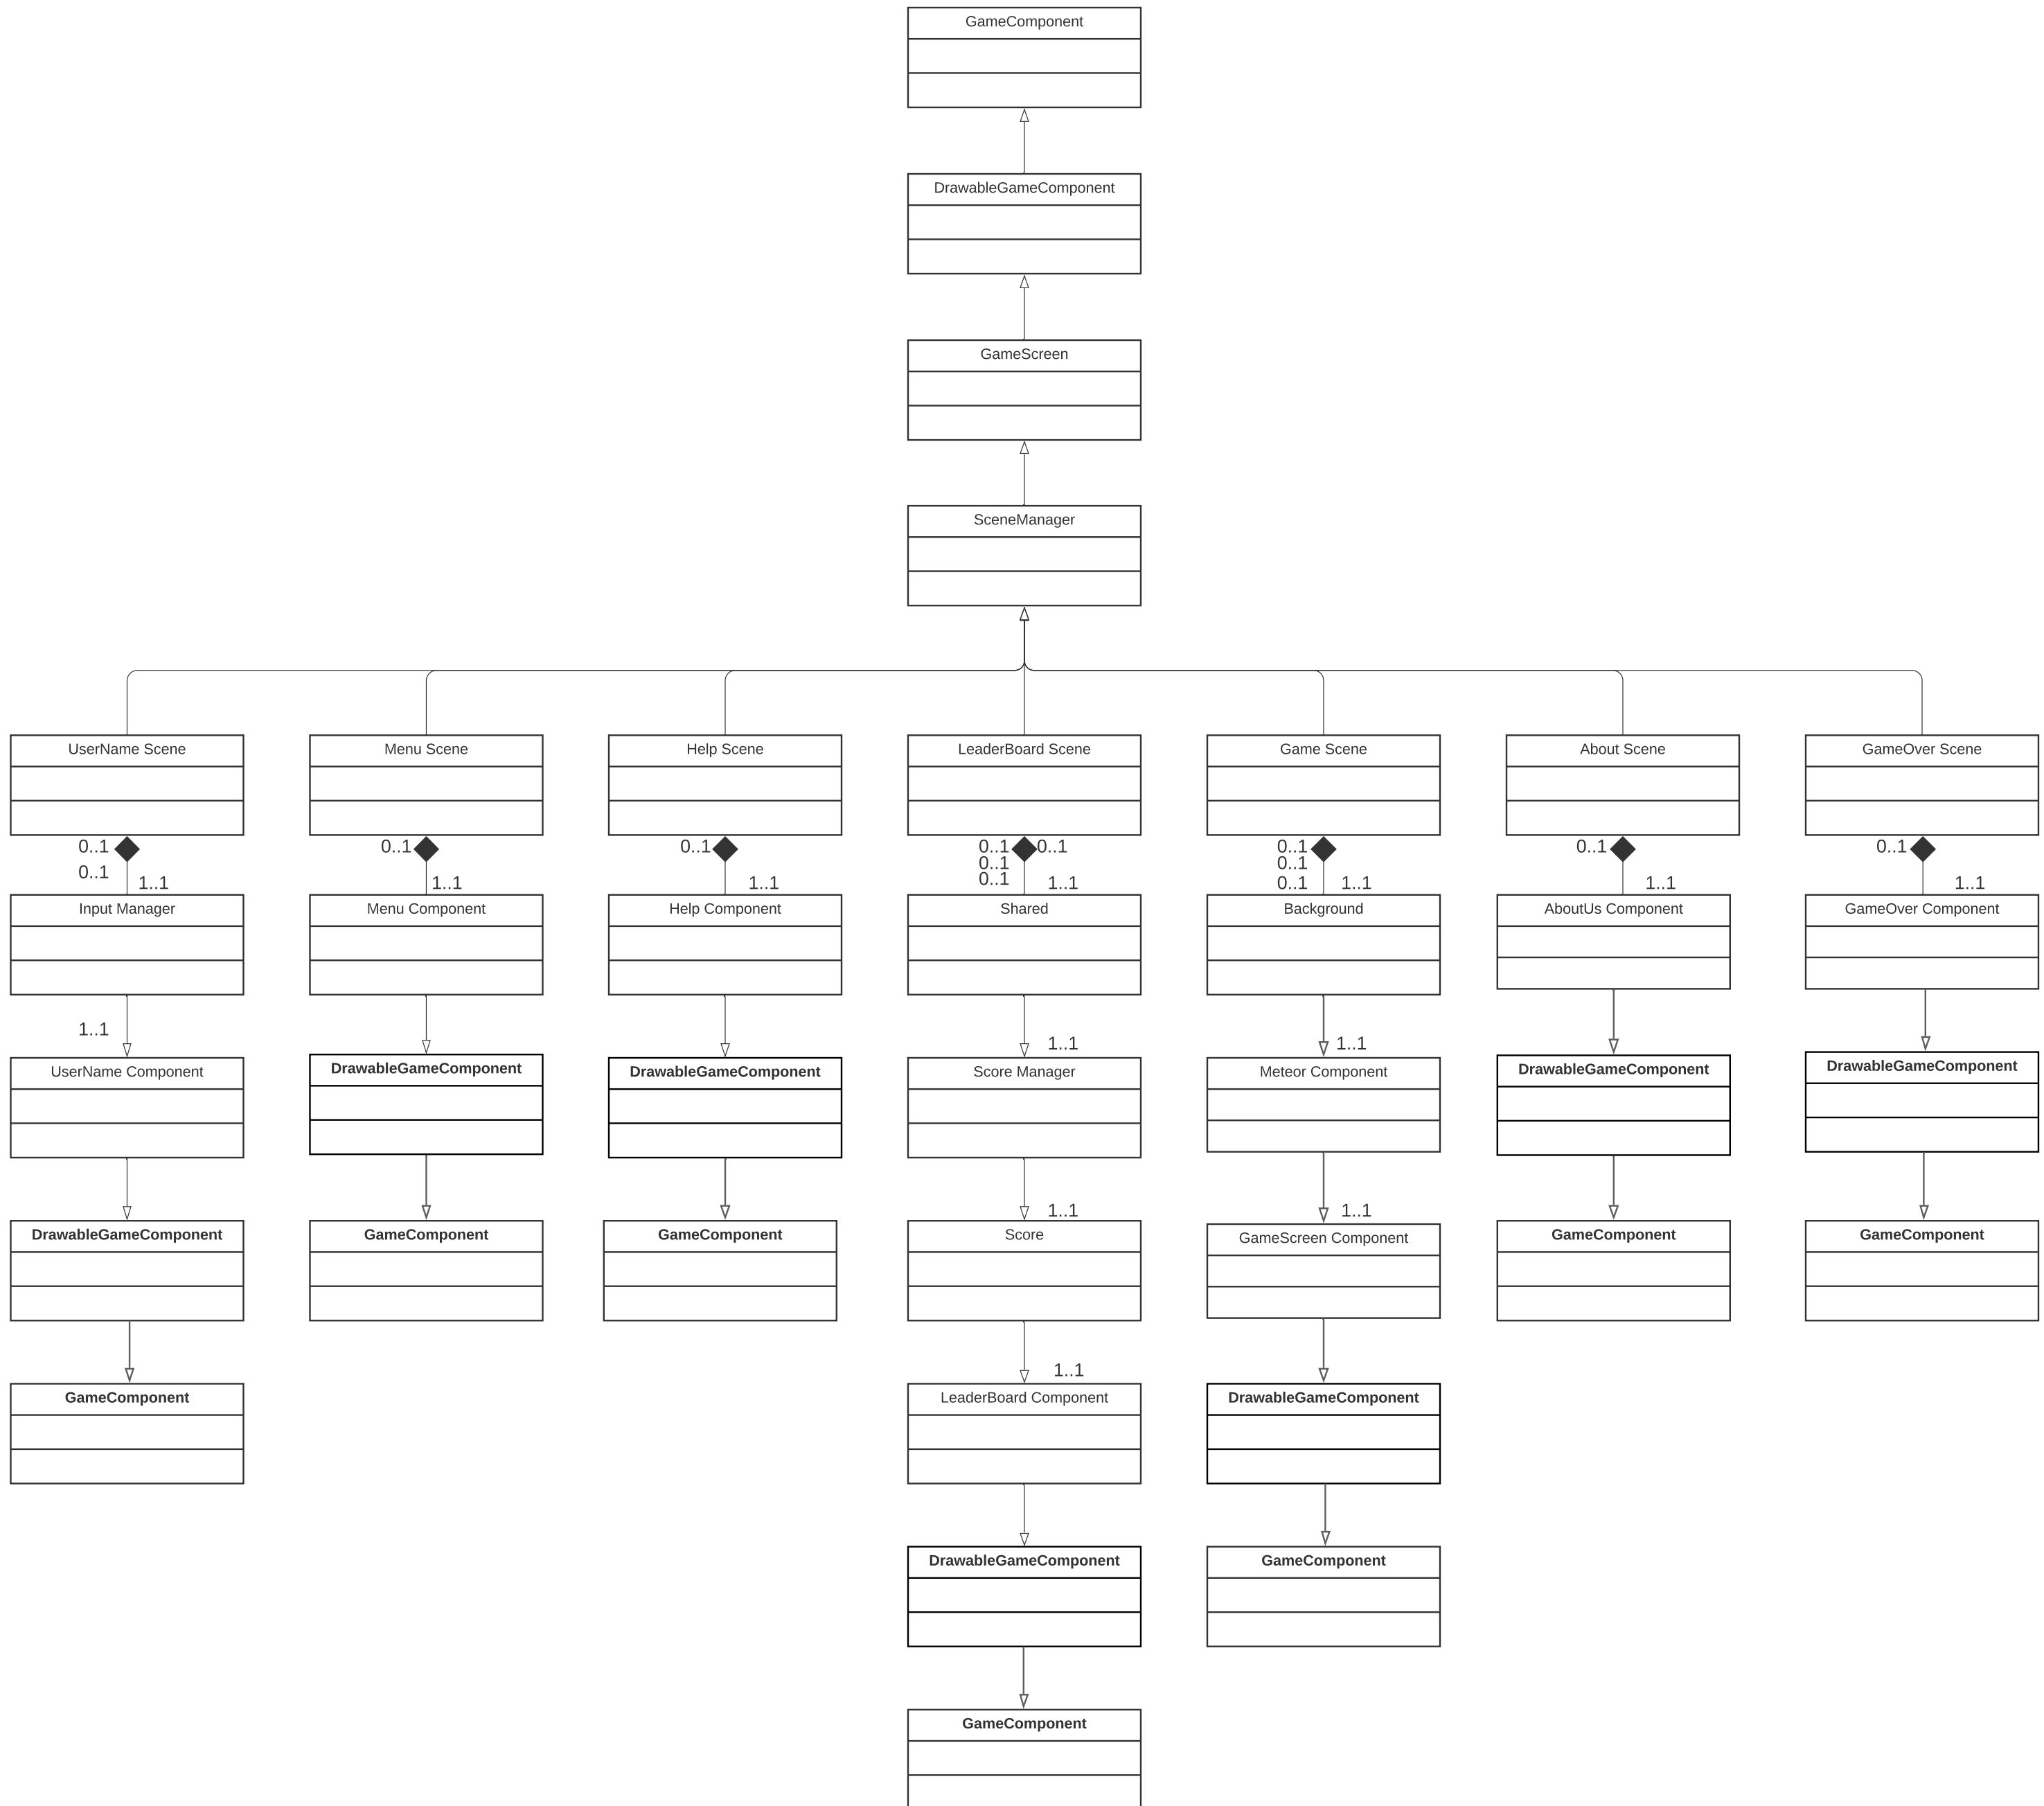 GameComponent
DrawableGameComponent
GameScreen
SceneManager
UserName Scene
Menu Scene
Help Scene
LeaderBoard Scene
Game Scene
About Scene
GameOver Scene
0..1
0..1
0..1
0..1 0..1
0..1
0..1
0..1
0..1
0..1
0..1
0..1
0..1
0..1
1..1
1..1
1..1
1..1
1..1
1..1
1..1
Input Manager
Menu Component
Help Component
Shared
Background
AboutUs Component
GameOver Component
1..1
1..1
1..1
UserName Component
DrawableGameComponent
DrawableGameComponent
Score Manager
Meteor Component
DrawableGameComponent
DrawableGameComponent
1..1
1..1
DrawableGameComponent
GameComponent
GameComponent
Score
GameScreen Component
GameComponent
GameComponent
1..1
GameComponent
LeaderBoard Component
DrawableGameComponent
DrawableGameComponent
GameComponent
GameComponent